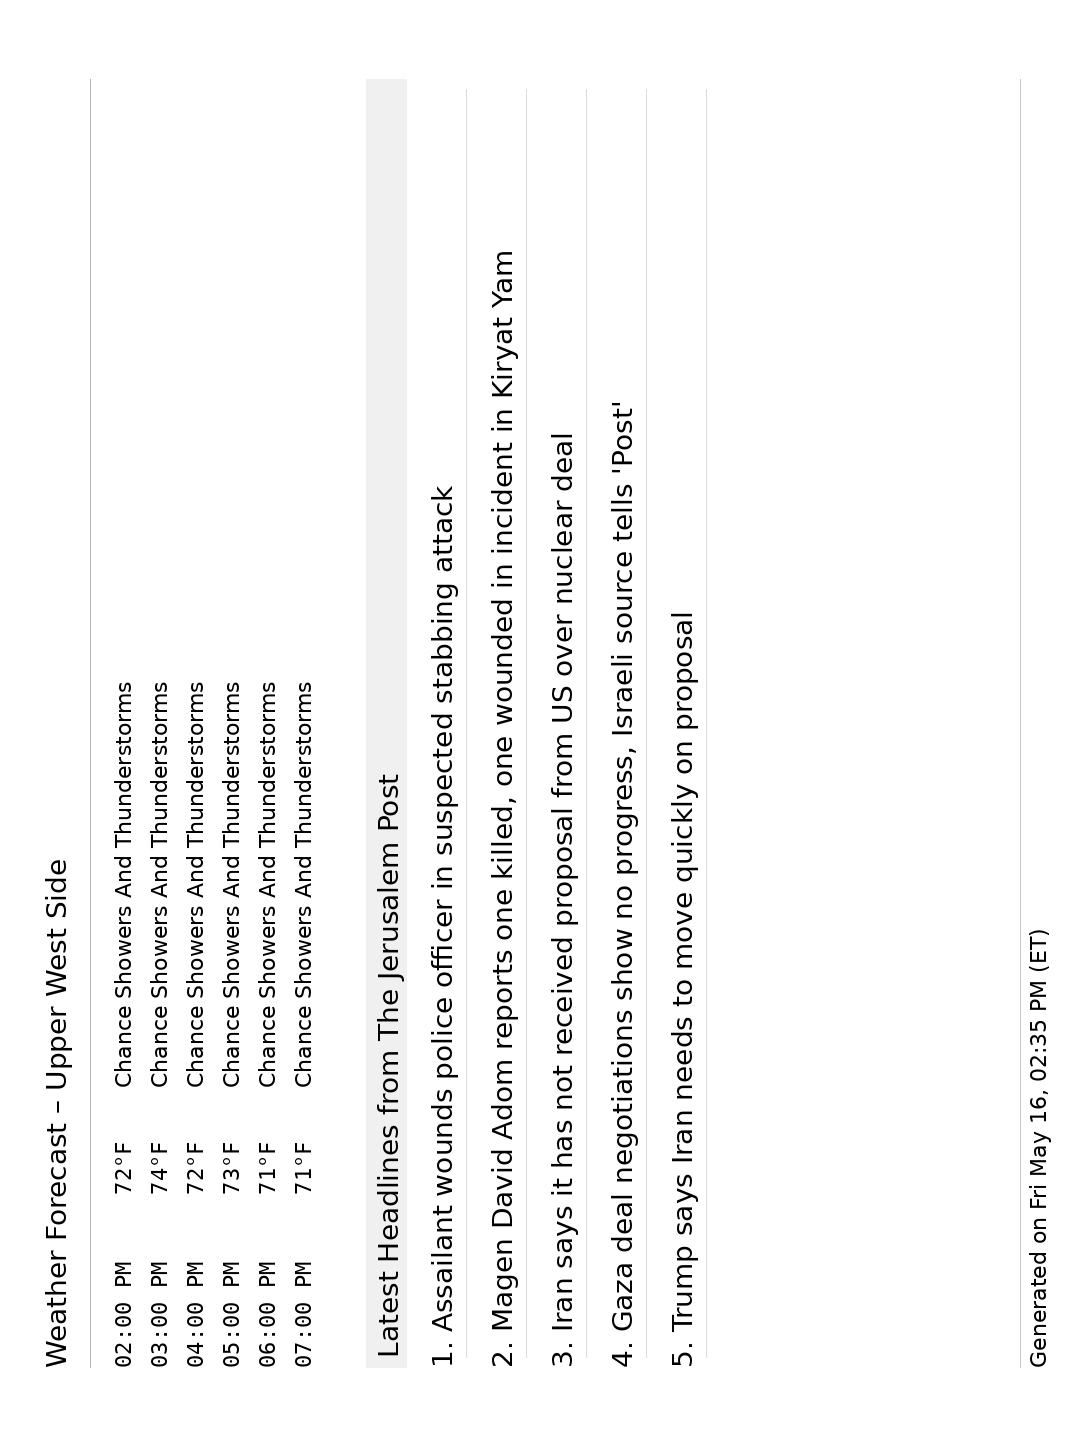 Weather Forecast – Upper West Side
02:00 PM 72°F Chance Showers And Thunderstorms
03:00 PM 74°F Chance Showers And Thunderstorms
04:00 PM 72°F Chance Showers And Thunderstorms
05:00 PM 73°F Chance Showers And Thunderstorms
06:00 PM 71°F Chance Showers And Thunderstorms
07:00 PM 71°F Chance Showers And Thunderstorms
Latest Headlines from The Jerusalem Post
1. Assailant wounds police officer in suspected stabbing attack
2. Magen David Adom reports one killed, one wounded in incident in Kiryat Yam
3. Iran says it has not received proposal from US over nuclear deal
4. Gaza deal negotiations show no progress, Israeli source tells 'Post'
5. Trump says Iran needs to move quickly on proposal
Generated on Fri May 16, 02:35 PM (ET)